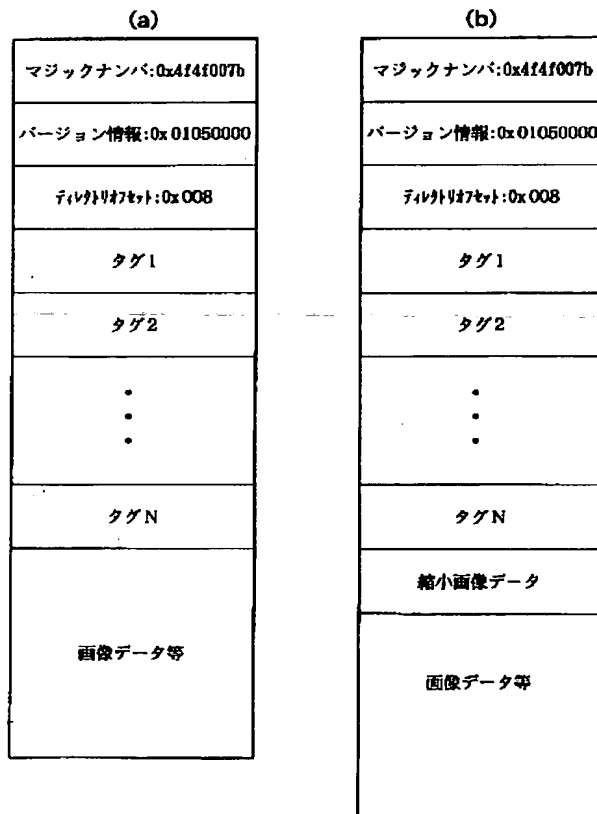 (a)
マジックナンバ:0x4f4f007b
バージョン情報:0x01050000
ディレクトリオフセット:0x008
タグ1
タグ2
タグN
画像データ等
(b)
マジックナンバ:0x4f4f007b
バージョン情報:0x01050000
ディレクトリオフセット:0x008
タグ1
タグ2
タグN
縮小画像データ
画像データ等